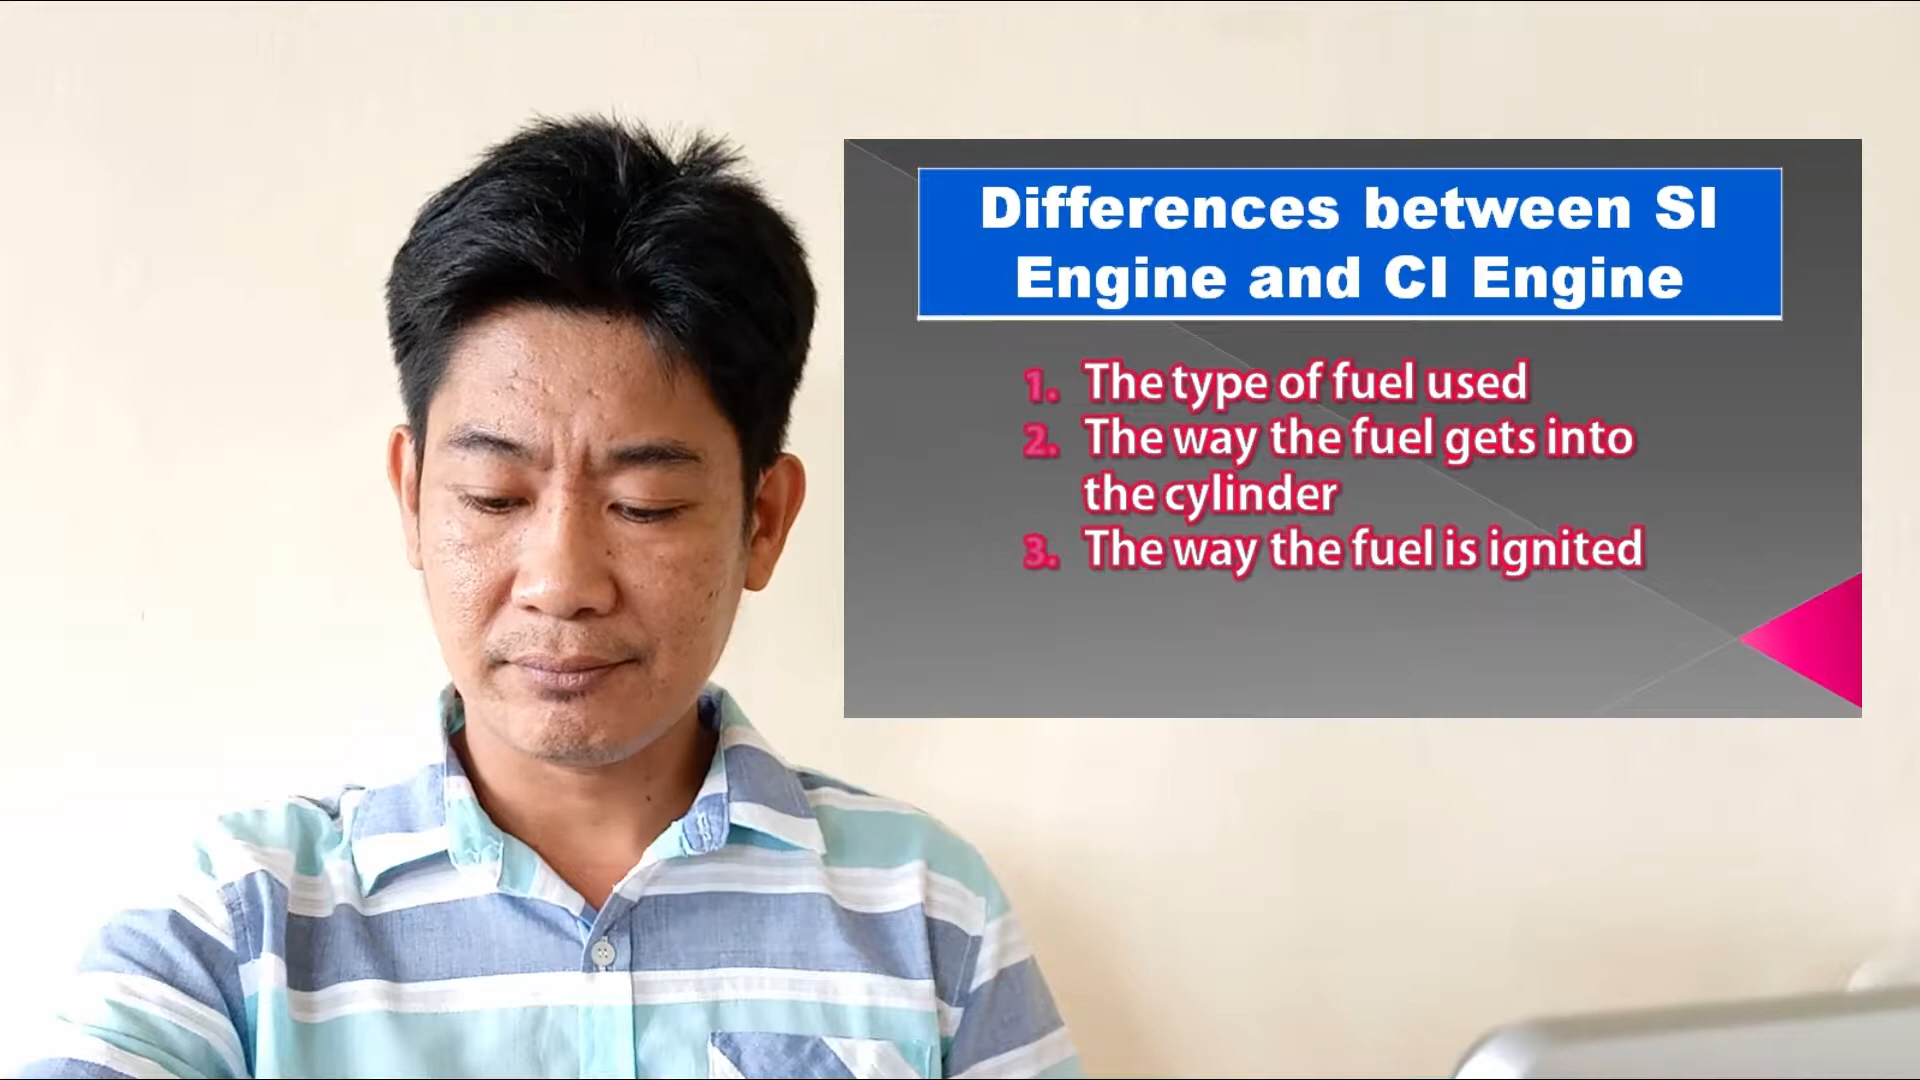 Differences between SI
Engine and CI Engine
1. The type of fuel used
2. The way the fuel gets into
the cylinder
3. The way the fuel is ignited